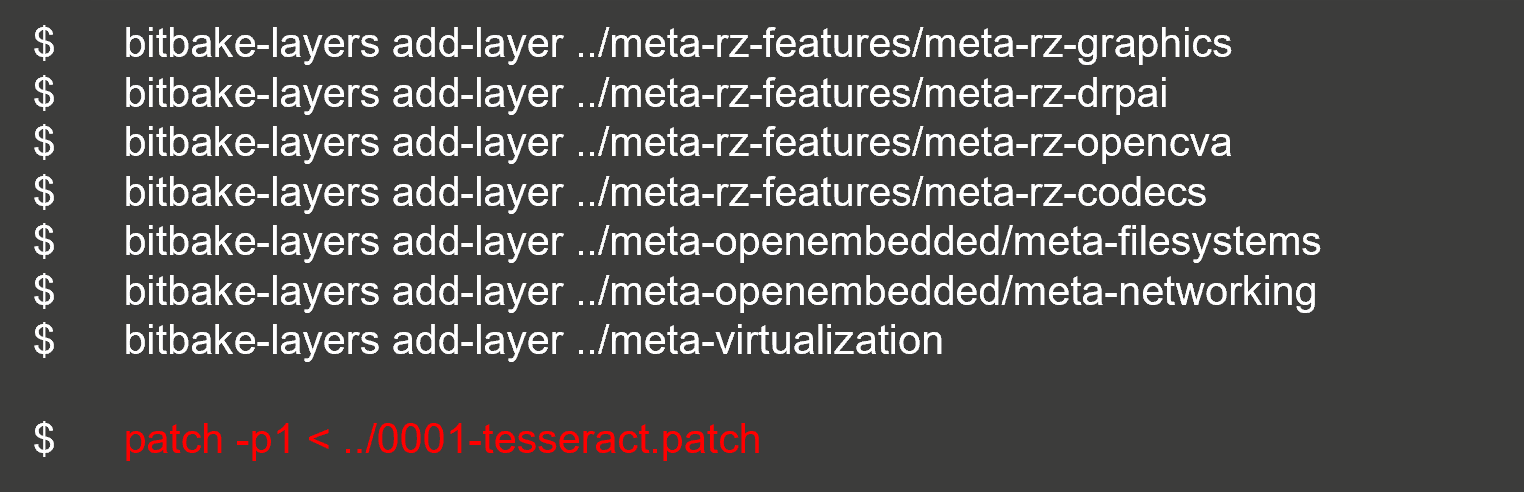 $ bitbake-layers add-layer ../meta-rz-features/meta-rz-graphics
$ bitbake-layers add-layer ../meta-rz-features/meta-rz-drpai
$ bitbake-layers add-layer ../meta-rz-features/meta-rz-opencva
$ bitbake-layers add-layer ../meta-rz-features/meta-rz-codecs
$ bitbake-layers add-layer ../meta-openembedded/meta-filesystems
$ bitbake-layers add-layer ../meta-openembedded/meta-networking
$ bitbake-layers add-layer ../meta-virtualization
$ patch -p1 < ../0001-tesseract.patch